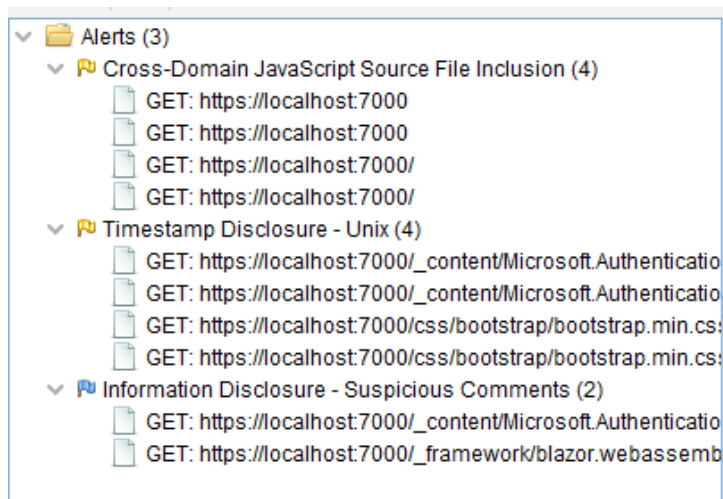 Alerts (3)
Cross-Domain JavaScript Source File Inclusion (4)
GET: https://localhost:7000
GET: https://localhost:7000
GET: https://localhost:7000/
GET: https://localhost:7000/
Timestamp Disclosure - Unix (4)
GET: https://localhost:7000/_content/Microsoft.Authenticatio
GET: https://localhost:7000/_content/Microsoft.Authenticatio
GET: https://localhost:7000/css/bootstrap/bootstrap.min.cs
GET: https://localhost:7000/css/bootstrap/bootstrap.min.cs
Information Disclosure - Suspicious Comments (2)
GET: https://localhost:7000/_content/Microsoft.Authenticatio
GET: https://localhost:7000/_framework/blazor.webassemb